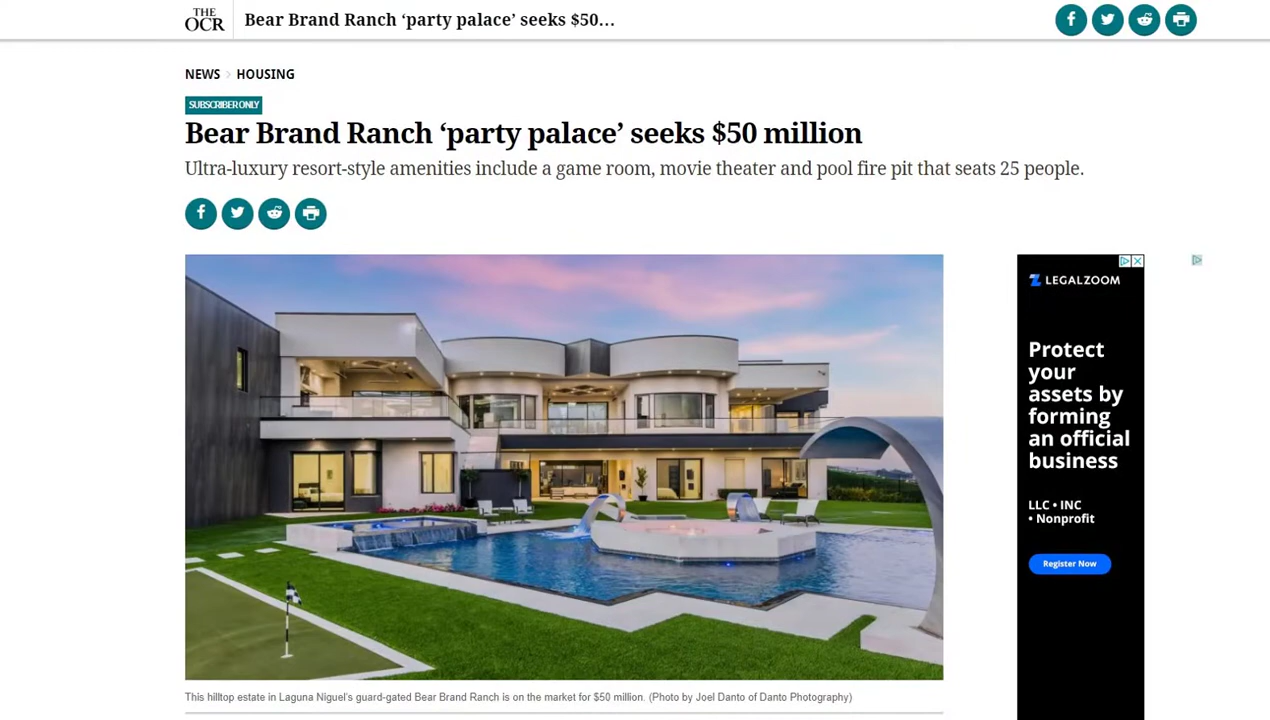 THE
OCR
Bear Brand Ranch ‘party palace’ seeks $50...
NEWS > HOUSING
SUBSCRIBER ONLY
Bear Brand Ranch ‘party palace’ seeks $50 million
Ultra-luxury resort-style amenities include a game room, movie theater and pool fire pit that seats 25 people.
LEGALZOOM
Protect
your
assets by
forming
an official
business
LLC • INC
• Nonprofit
Register Now
This hilltop estate in Laguna Niguel's guard-gated Bear Brand Ranch is on the market for $50 million. (Photo by Joel Danto of Danto Photography)